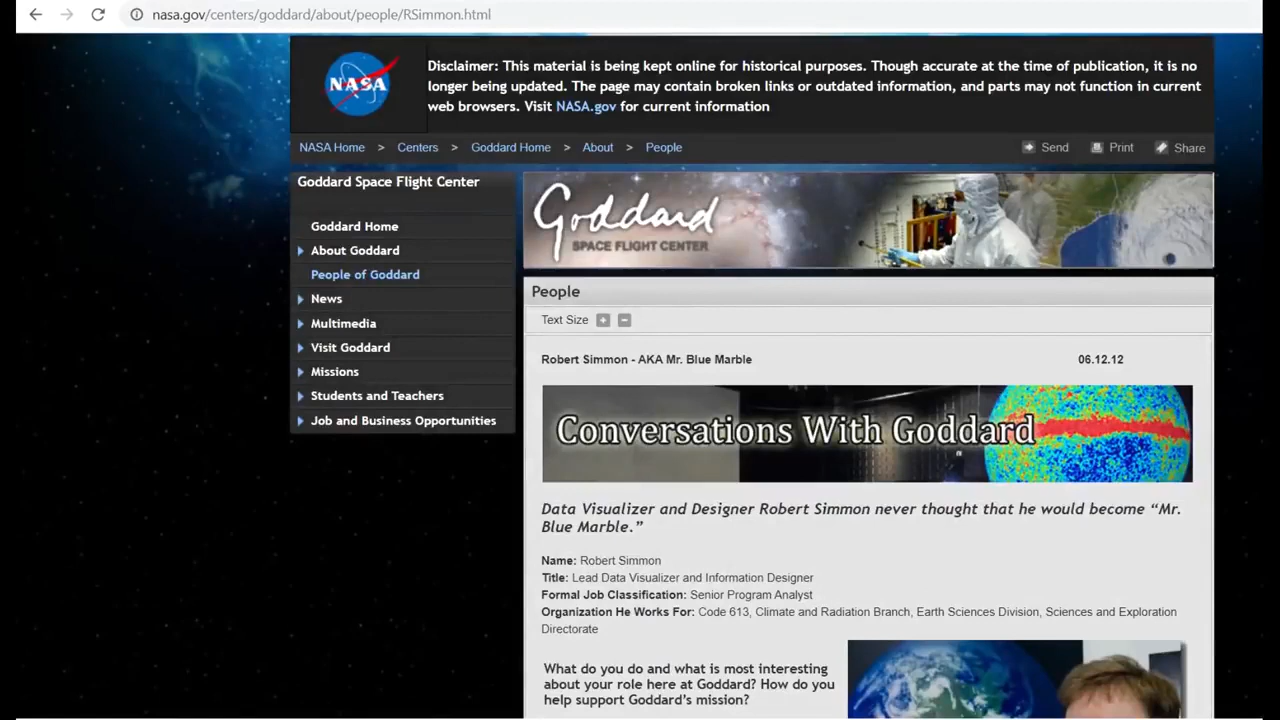 nasa.gov/centers/goddard/about/people/RSimmon.html
NASA
Disclaimer: This material is being kept online for historical purposes. Though accurate at the time of publication, it is no
longer being updated. The page may contain broken links or outdated information, and parts may not function in current
web browsers. Visit NASA.gov for current information
NASA Home > Centers > Goddard Home > About > People
Send Print Share
Goddard Space Flight Center
Goddard Home
About Goddard
People of Goddard
News
Multimedia
Visit Goddard
Missions
Students and Teachers
Job and Business Opportunities
Goddard
SPACE FLIGHT CENTER
People
Text Size + -
Robert Simmon - AKA Mr. Blue Marble 06.12.12
Conversations With Goddard
Data Visualizer and Designer Robert Simmon never thought that he would become “Mr.
Blue Marble.”
Name: Robert Simmon
Title: Lead Data Visualizer and Information Designer
Formal Job Classification: Senior Program Analyst
Organization He Works For: Code 613, Climate and Radiation Branch, Earth Sciences Division, Sciences and Exploration
Directorate
What do you do and what is most interesting
about your role here at Goddard? How do you
help support Goddard’s mission?